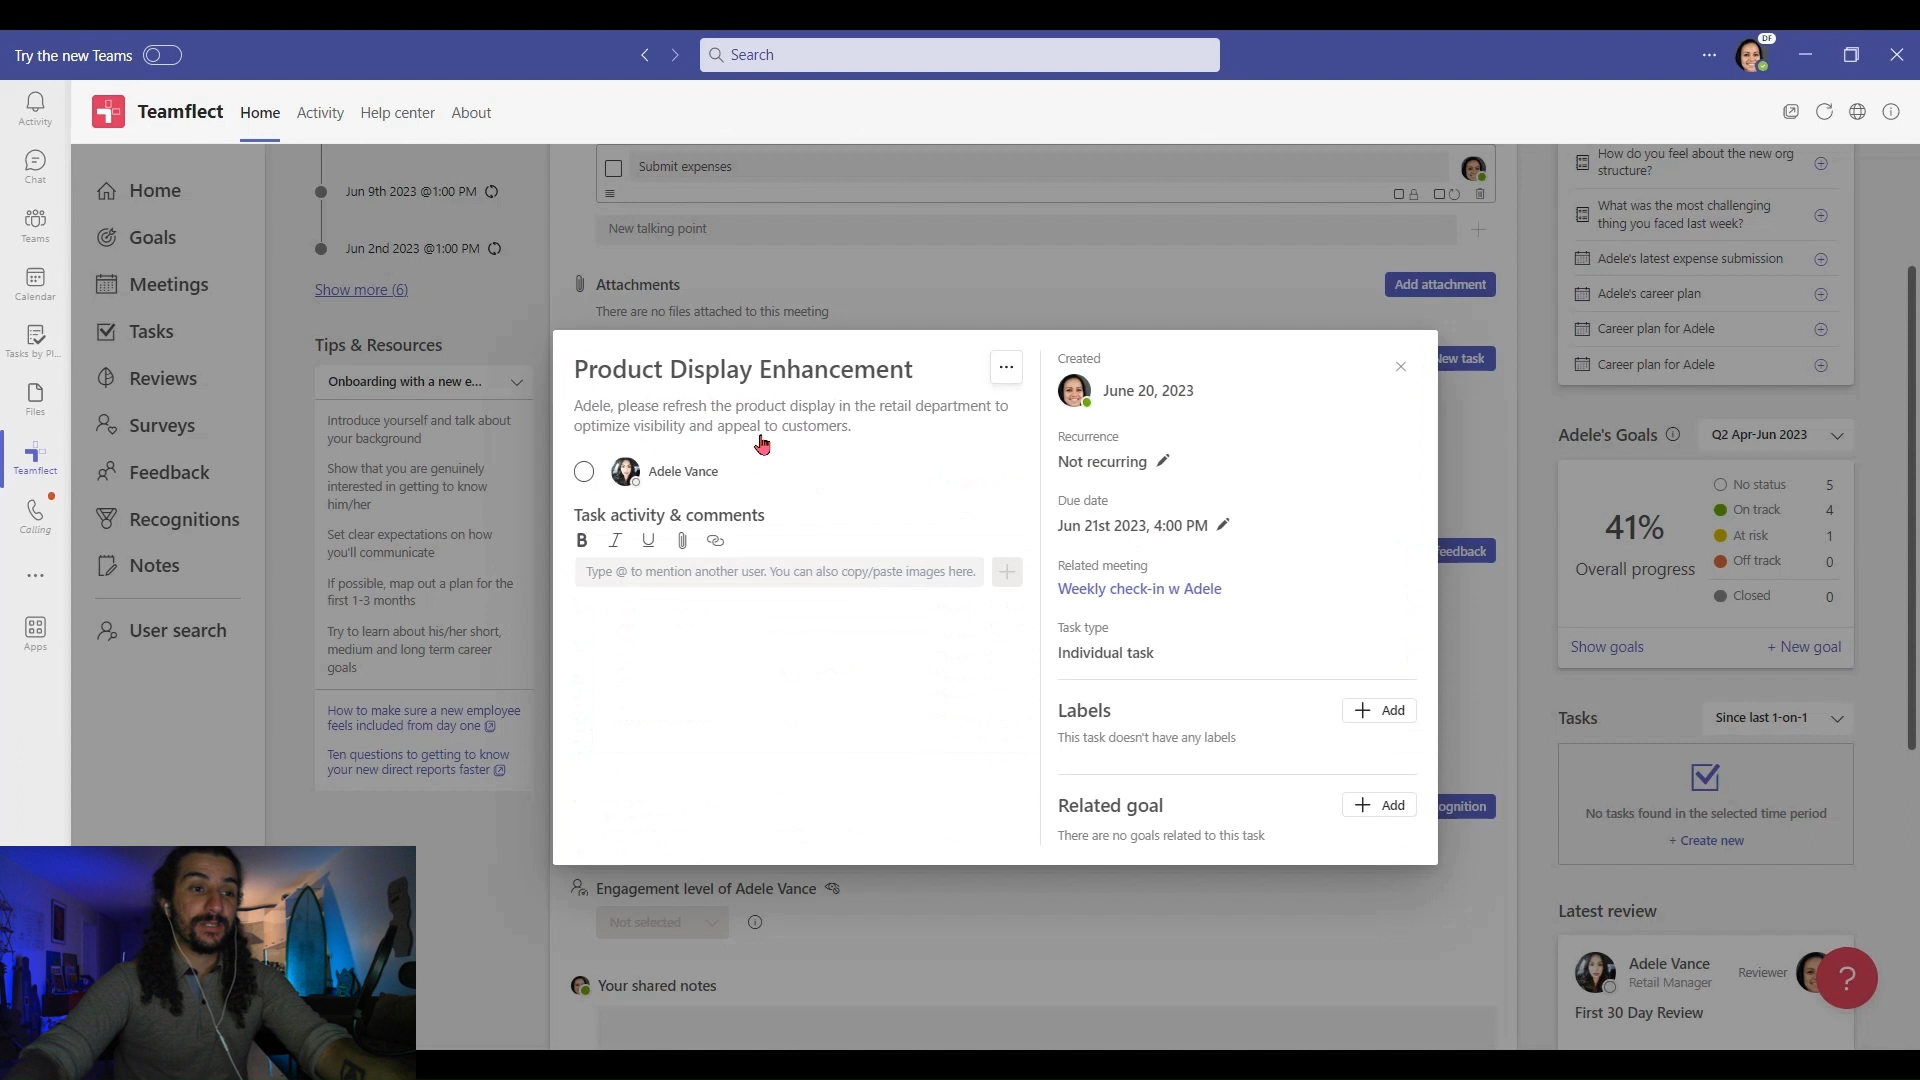 Try the new Teams
Search
DF
Activity
Chat
Teams
Calendar
Tasks by Pl...
Files
Teamflect
Calling
Apps
Teamflect
Home
Activity
Help center
About
Home
Goals
Meetings
Tasks
Reviews
Surveys
Feedback
Recognitions
Notes
User search
Jun 9th 2023 @1:00 PM
Jun 2nd 2023 @1:00 PM
Show more (6)
Tips & Resources
Onboarding with a new e...
Introduce yourself and talk about
your background
Show that you are genuinely
interested in getting to know
him/her
Set clear expectations on how
you'll communicate
If possible, map out a plan for the
first 1-3 months
Try to learn about his/her short,
medium and long term career
goals
How to make sure a new employee
feels included from day one
Ten questions to getting to know
your new direct reports faster
Submit expenses
New talking point
Attachments
Add attachment
There are no files attached to this meeting
New task
feedback
ognition
Product Display Enhancement
Adele, please refresh the product display in the retail department to
optimize visibility and appeal to customers.
Adele Vance
Task activity & comments
B I U
Type @ to mention another user. You can also copy/paste images here.
Created
June 20, 2023
Recurrence
Not recurring
Due date
Jun 21st 2023, 4:00 PM
Related meeting
Weekly check-in w Adele
Task type
Individual task
Labels
Add
This task doesn't have any labels
Related goal
Add
There are no goals related to this task
Engagement level of Adele Vance
Not selected
Your shared notes
How do you feel about the new org
structure?
What was the most challenging
thing you faced last week?
Adele's latest expense submission
Adele's career plan
Career plan for Adele
Career plan for Adele
Adele's Goals
Q2 Apr-Jun 2023
41%
Overall progress
No status 5
On track 4
At risk 1
Off track 0
Closed 0
Show goals
+ New goal
Tasks
Since last 1-on-1
No tasks found in the selected time period
+ Create new
Latest review
Adele Vance
Retail Manager
Reviewer
First 30 Day Review
?